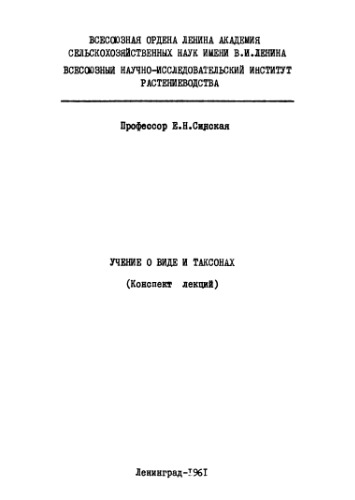 ВСЕСОЮЗНАЯ ОРДЕНА ЛЕНИНА АКАДЕМИЯ
СЕЛЬСКОХОЗЯЙСТВЕННЫХ НАУК ИМЕНИ В.И.ЛЕНИНА
ВСЕСОЮЗНЫЙ НАУЧНО-ИССЛЕДОВАТЕЛЬСКИЙ ИНСТИТУТ
РАСТЕНИЕВОДСТВА
Профессор Е.Н.Синская
УЧЕНИЕ О ВИДЕ И ТАКСОНАХ
(Конспект лекций)
Ленинград-1961